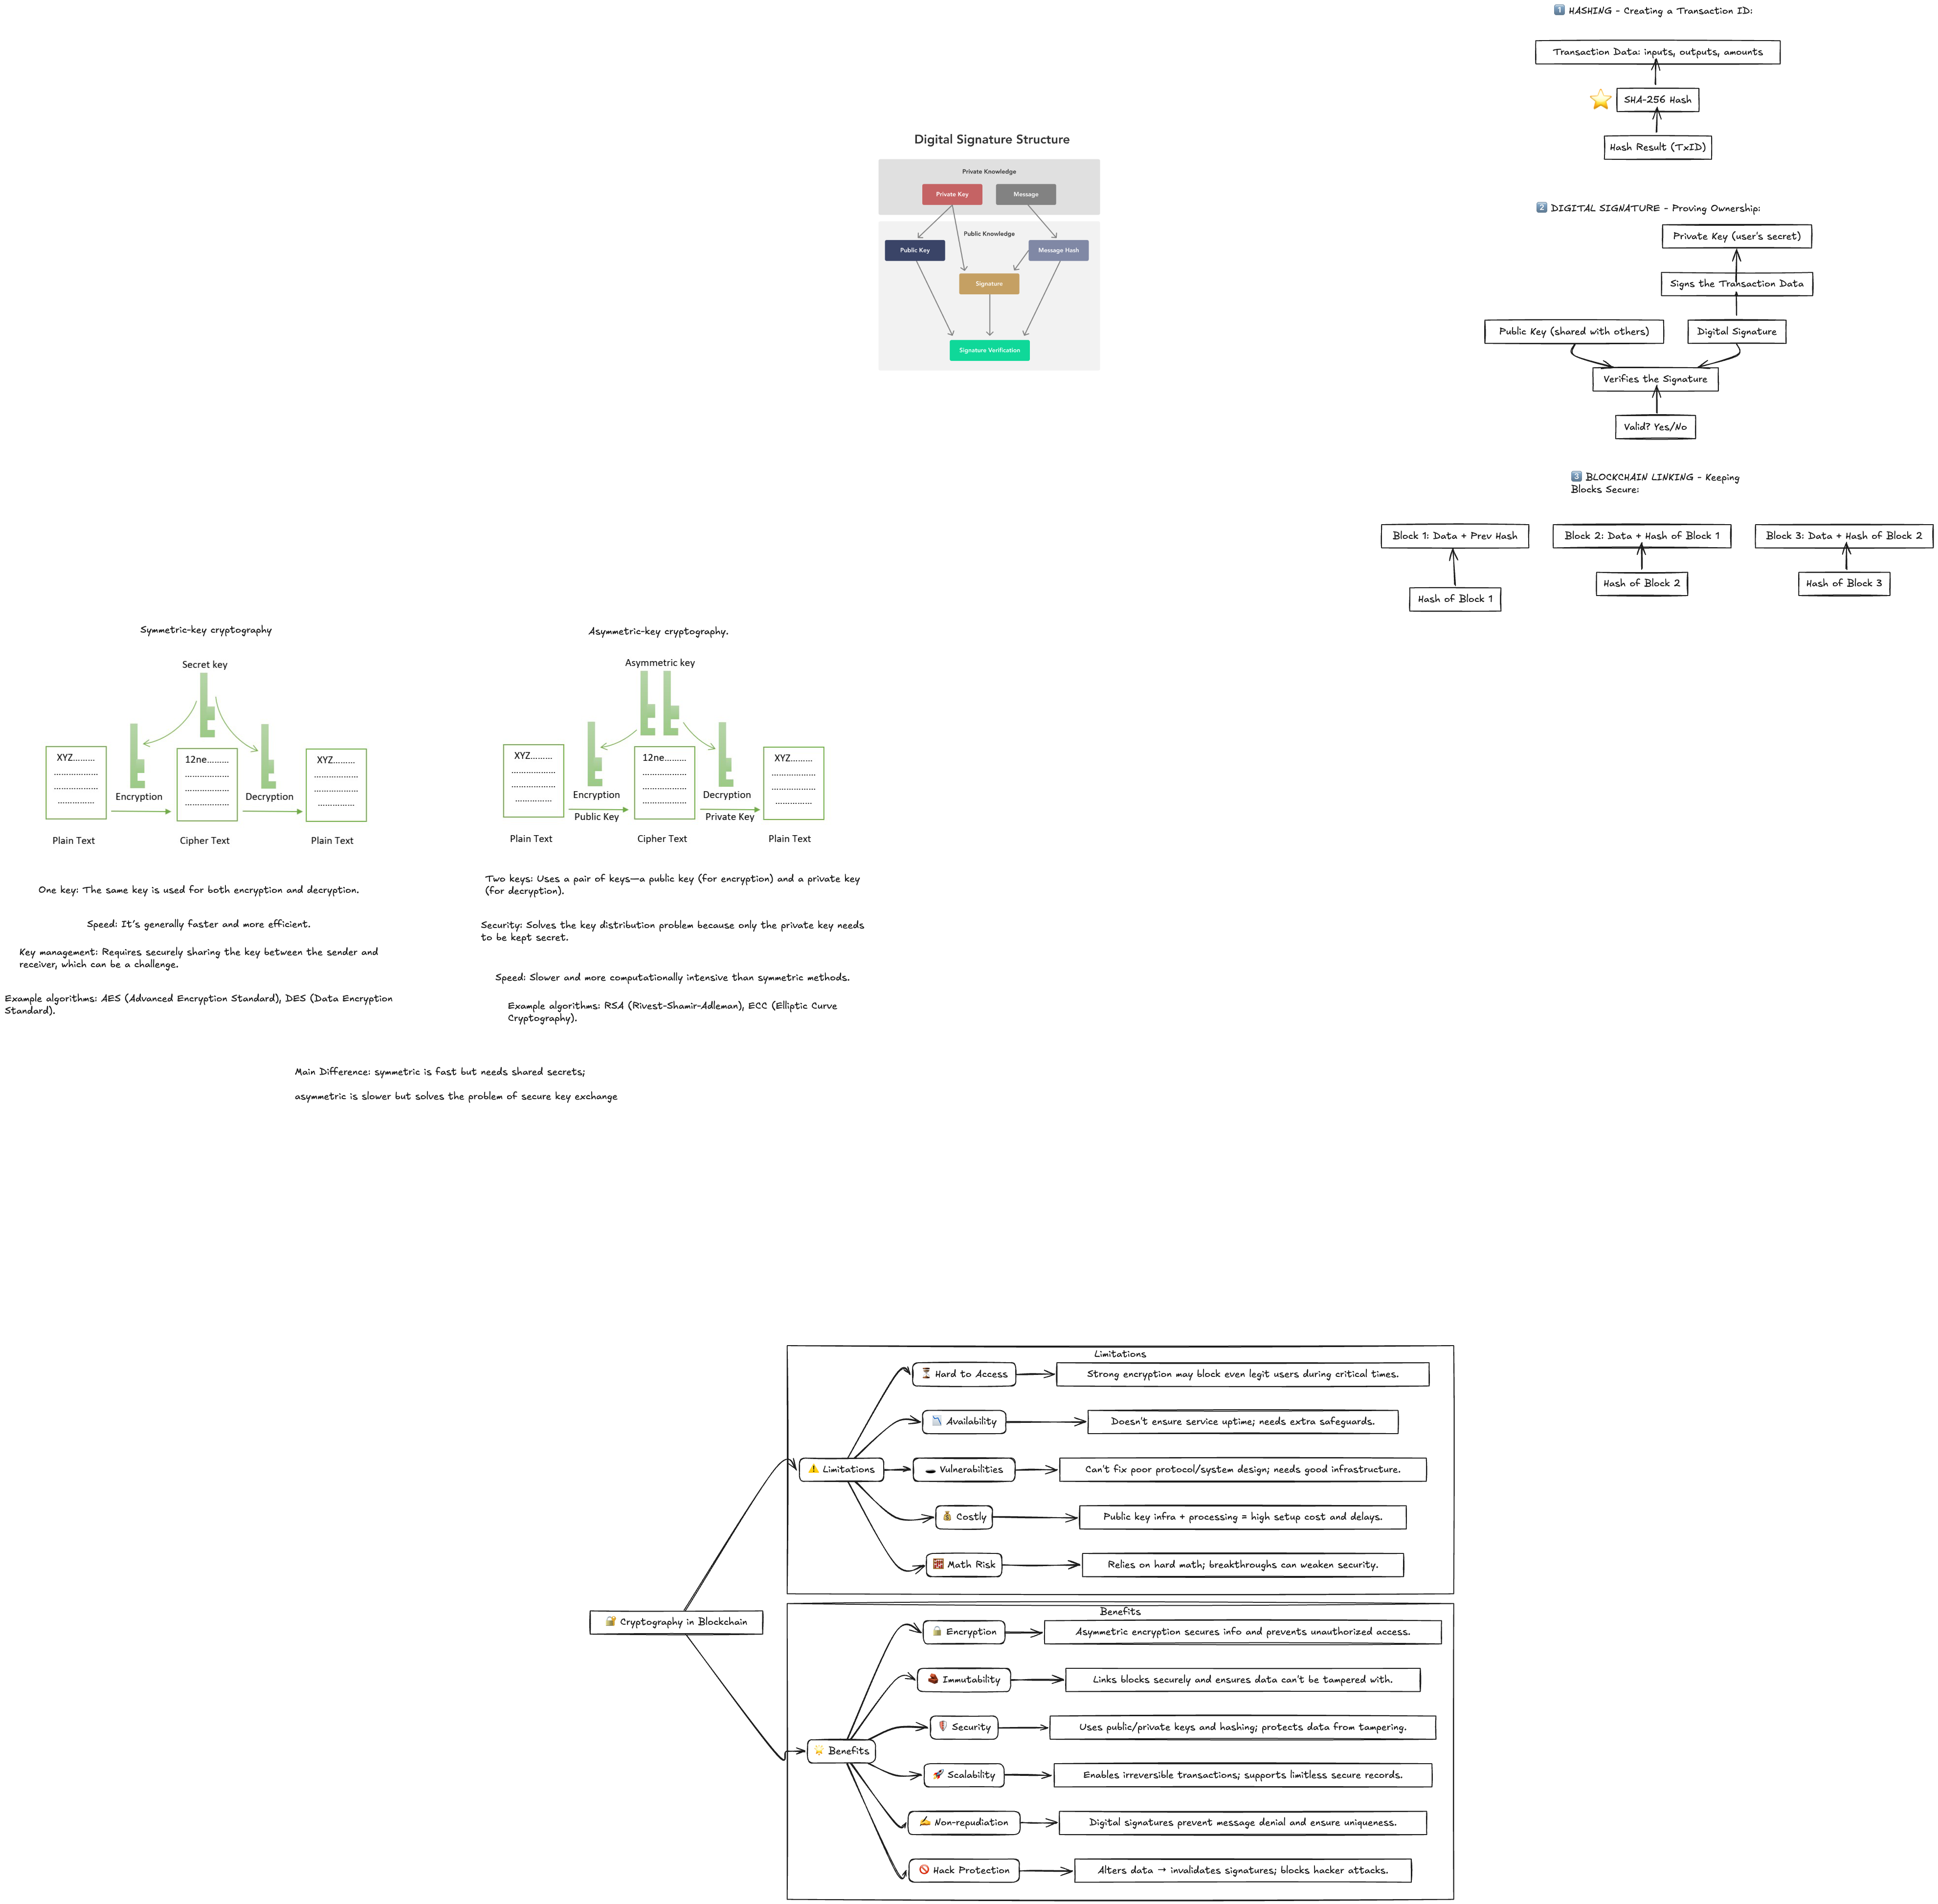 1️⃣ HASHING - Creating a Transaction ID:
Transaction Data: inputs, outputs, amounts
⭐
SHA-256 Hash
Hash Result (TxID)
Digital Signature Structure
Private Knowledge
Private Key
Message
Public Knowledge
Public Key
Message Hash
Signature
Signature Verification
2️⃣ DIGITAL SIGNATURE - Proving Ownership:
Private Key (user's secret)
Signs the Transaction Data
Public Key (shared with others)
Digital Signature
Verifies the Signature
Valid? Yes/No
3️⃣ BLOCKCHAIN LINKING - Keeping
Blocks Secure:
Block 1: Data + Prev Hash
Block 2: Data + Hash of Block 1
Block 3: Data + Hash of Block 2
Hash of Block 1
Hash of Block 2
Hash of Block 3
Symmetric-key cryptography
Secret key
XYZ.........
..................
..................
...............
Encryption
12ne.........
..................
..................
..................
Decryption
XYZ.........
..................
..................
...............
Plain Text
Cipher Text
Plain Text
One key: The same key is used for both encryption and decryption.
Speed: It's generally faster and more efficient.
Key management: Requires securely sharing the key between the sender and
receiver, which can be a challenge.
Example algorithms: AES (Advanced Encryption Standard), DES (Data Encryption
Standard).
Asymmetric-key cryptography.
Asymmetric key
XYZ.........
..................
..................
...............
Encryption
Public Key
12ne.........
..................
..................
..................
Decryption
Private Key
XYZ.........
..................
..................
...............
Plain Text
Cipher Text
Plain Text
Two keys: Uses a pair of keys—a public key (for encryption) and a private key
(for decryption).
Security: Solves the key distribution problem because only the private key needs
to be kept secret.
Speed: Slower and more computationally intensive than symmetric methods.
Example algorithms: RSA (Rivest-Shamir-Adleman), ECC (Elliptic Curve
Cryptography).
Main Difference: symmetric is fast but needs shared secrets;
asymmetric is slower but solves the problem of secure key exchange
🔐 Cryptography in Blockchain
Limitations
⚠️ Limitations
⏳ Hard to Access
Strong encryption may block even legit users during critical times.
📉 Availability
Doesn't ensure service uptime; needs extra safeguards.
🕳️ Vulnerabilities
Can't fix poor protocol/system design; needs good infrastructure.
💰 Costly
Public key infra + processing = high setup cost and delays.
🧮 Math Risk
Relies on hard math; breakthroughs can weaken security.
Benefits
🌟 Benefits
🔒 Encryption
Asymmetric encryption secures info and prevents unauthorized access.
Immutability
Links blocks securely and ensures data can't be tampered with.
🛡️ Security
Uses public/private keys and hashing; protects data from tampering.
🚀 Scalability
Enables irreversible transactions; supports limitless secure records.
✍️ Non-repudiation
Digital signatures prevent message denial and ensure uniqueness.
🚫 Hack Protection
Alters data → invalidates signatures; blocks hacker attacks.